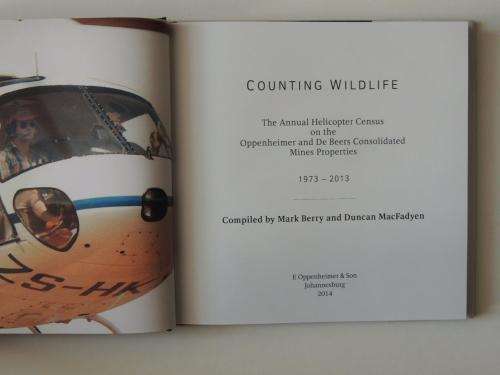 ZS-HK
COUNTING WILDLIFE
The Annual Helicopter Census
on the
Oppenheimer and De Beers Consolidated
Mines Properties
1973 – 2013
Compiled by Mark Berry and Duncan MacFadyen
E Oppenheimer & Son
Johannesburg
2014